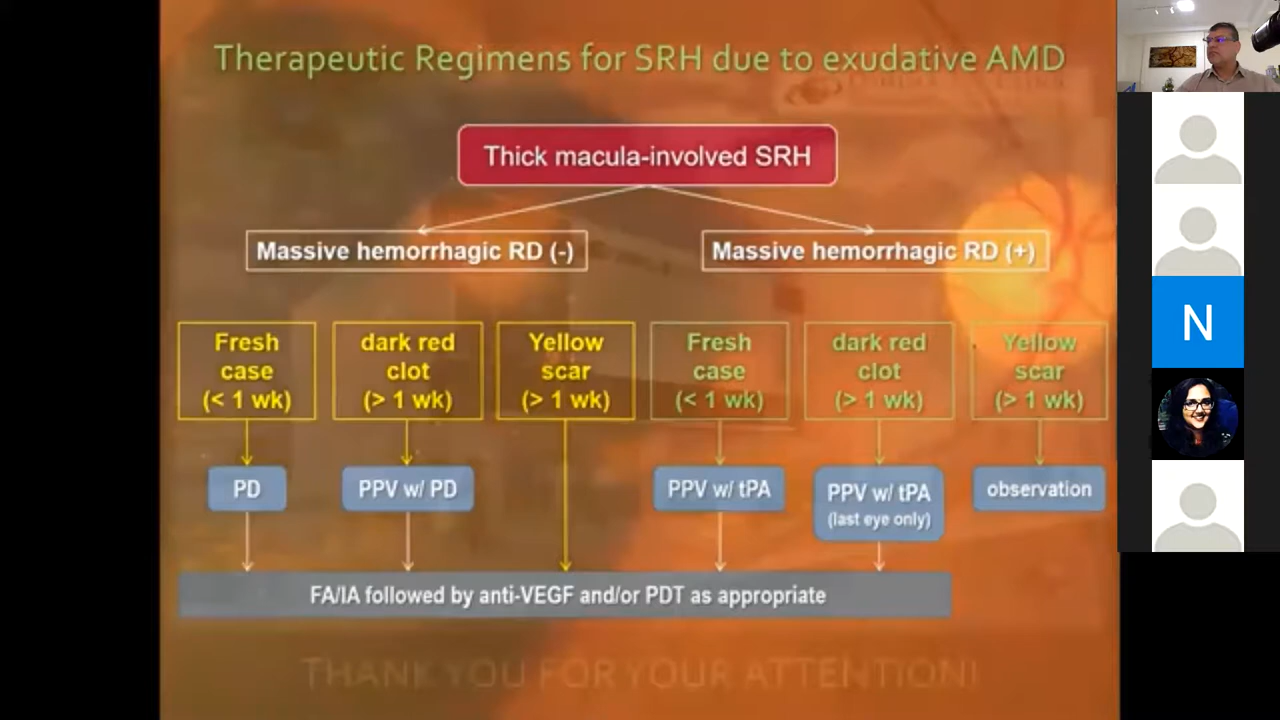 Therapeutic Regimens for SRH due to exudative AMD
Thick macula-involved SRH
Massive hemorrhagic RD (-)
Massive hemorrhagic RD (+)
Fresh
case
(< 1 wk)
dark red
clot
(> 1 wk)
Yellow
scar
(> 1 wk)
Fresh
case
(< 1 wk)
dark red
clot
(> 1 wk)
Yellow
scar
(> 1 wk)
PD
PPV w/ PD
PPV w/ tPA
PPV w/ tPA
(last eye only)
observation
FA/IA followed by anti-VEGF and/or PDT as appropriate
THANK YOU FOR YOUR ATTENTION!
N